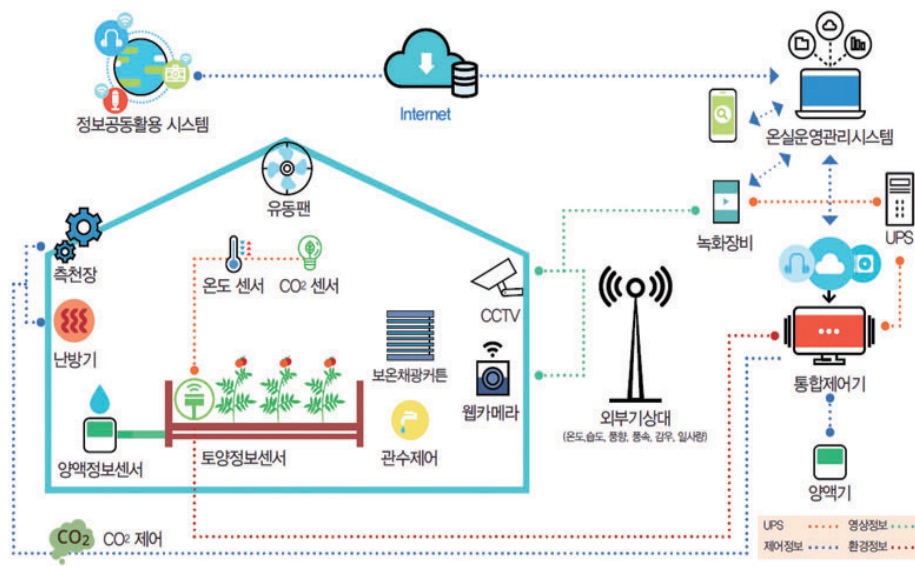 정보공동활용 시스템
Internet
온실운영관리시스템
유동팬
녹화장비
UPS
측천장
온도 센서
CO2 센서
CCTV
난방기
보온채광커튼
웹카메라
외부기상대
(온도,습도, 풍향, 풍속, 감우, 일사량)
통합제어기
양액정보센서
토양정보센서
관수제어
양액기
CO2
CO2 제어
UPS
영상정보
제어정보
환경정보